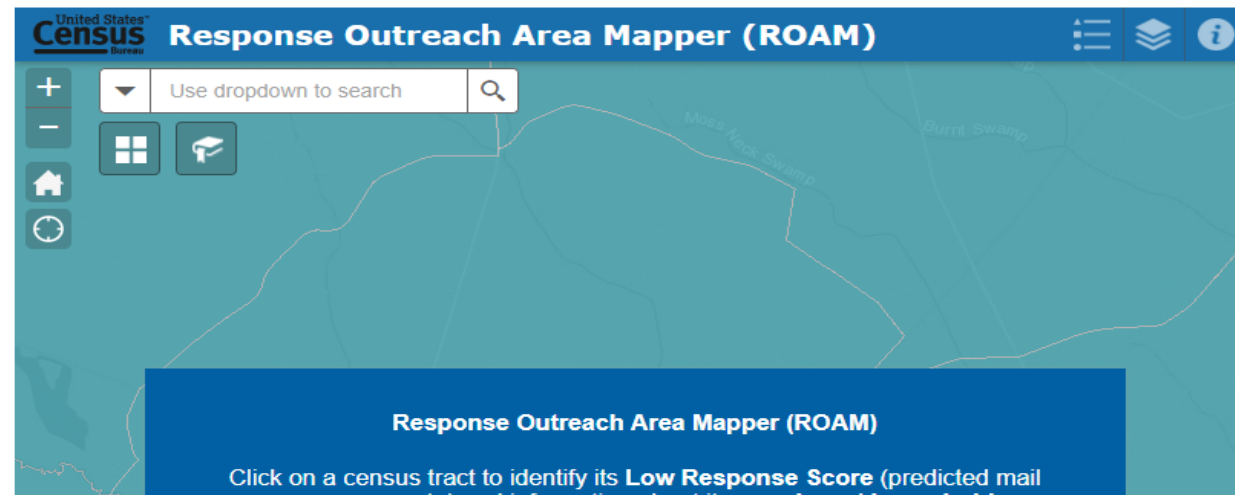 United States™
Census
Bureau
Response Outreach Area Mapper (ROAM)
Use dropdown to search
Moss Neck Swamp
Burnt Swamp
Response Outreach Area Mapper (ROAM)
Click on a census tract to identify its Low Response Score (predicted mail